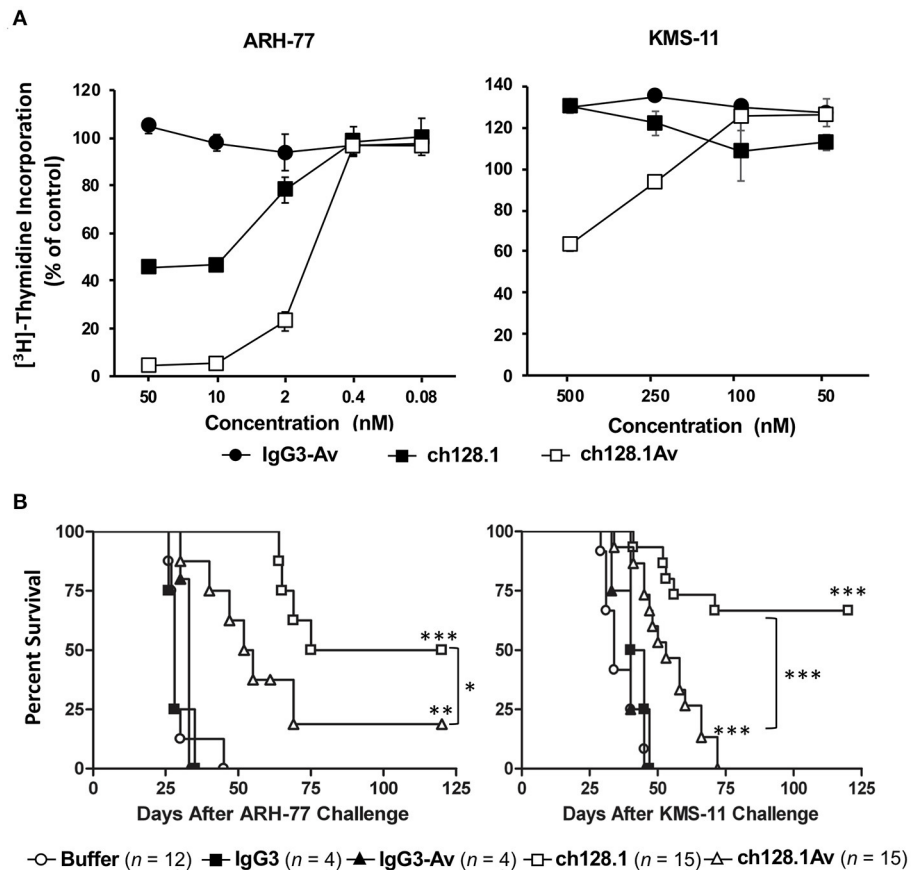 A
ARH-77
KMS-11
[³H]-Thymidine Incorporation
(% of control)
120
100
80
60
40
20
0
50 10 2 0.4 0.08
Concentration (nM)
140
120
100
80
60
40
20
0
500 250 100 50
Concentration (nM)
IgG3-Av ch128.1 ch128.1Av
B
Percent Survival
100
75
50
25
0
0 25 50 75 100 125
Days After ARH-77 Challenge
***
**
*
100
75
50
25
0
0 25 50 75 100 125
Days After KMS-11 Challenge
***
***
***
Buffer (n = 12) IgG3 (n = 4) IgG3-Av (n = 4) ch128.1 (n = 15) ch128.1Av (n = 15)